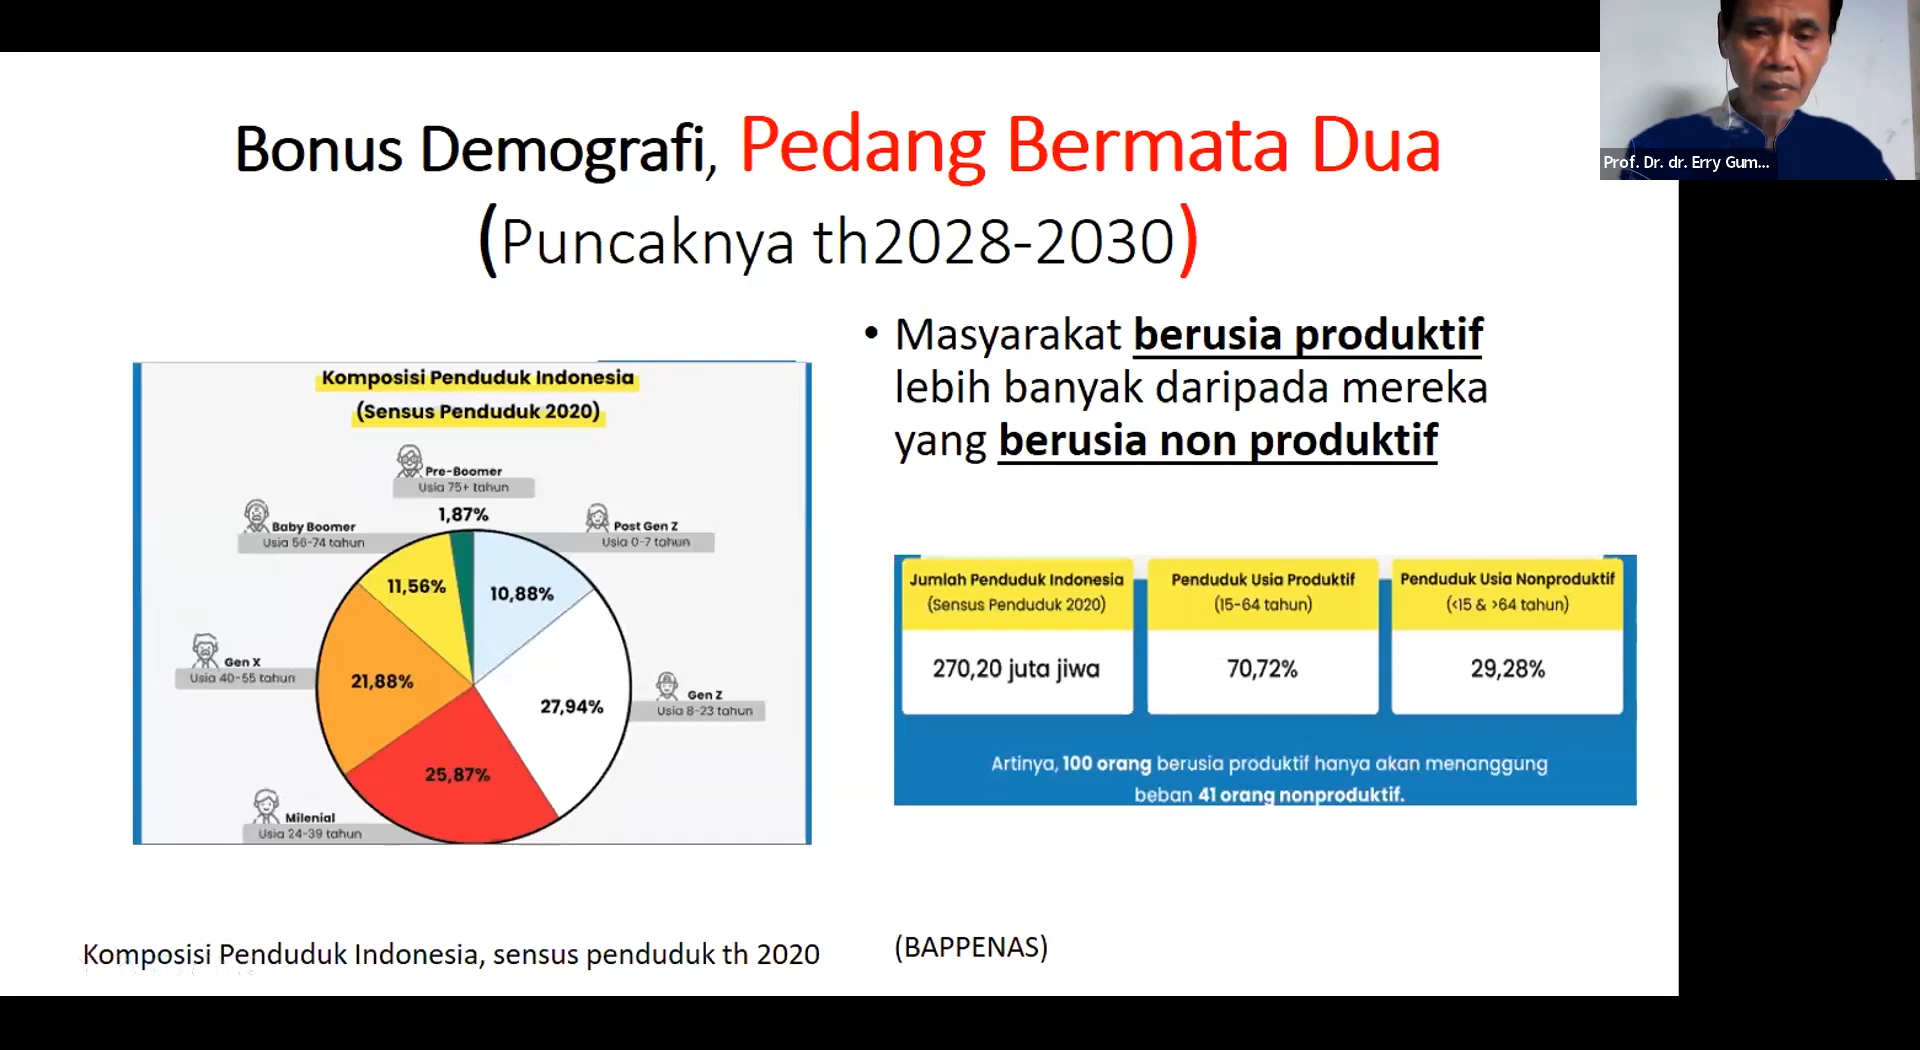 Bonus Demografi, Pedang Bermata Dua
(Puncaknya th2028-2030)
Prof. Dr. dr. Erry Gum...
Komposisi Penduduk Indonesia
(Sensus Penduduk 2020)
Pre-Boomer
Usia 75+ tahun
1,87%
Baby Boomer
Usia 56-74 tahun
11,56%
Post Gen Z
Usia 0-7 tahun
10,88%
Gen X
Usia 40-55 tahun
21,88%
Gen Z
Usia 8-23 tahun
27,94%
25,87%
Milenial
Usia 24-39 tahun
Komposisi Penduduk Indonesia, sensus penduduk th 2020
• Masyarakat berusia produktif
lebih banyak daripada mereka
yang berusia non produktif
Jumlah Penduduk Indonesia
(Sensus Penduduk 2020)
270,20 juta jiwa
Penduduk Usia Produktif
(15-64 tahun)
70,72%
Penduduk Usia Nonproduktif
(<15 & >64 tahun)
29,28%
Artinya, 100 orang berusia produktif hanya akan menanggung
beban 41 orang nonproduktif.
(BAPPENAS)